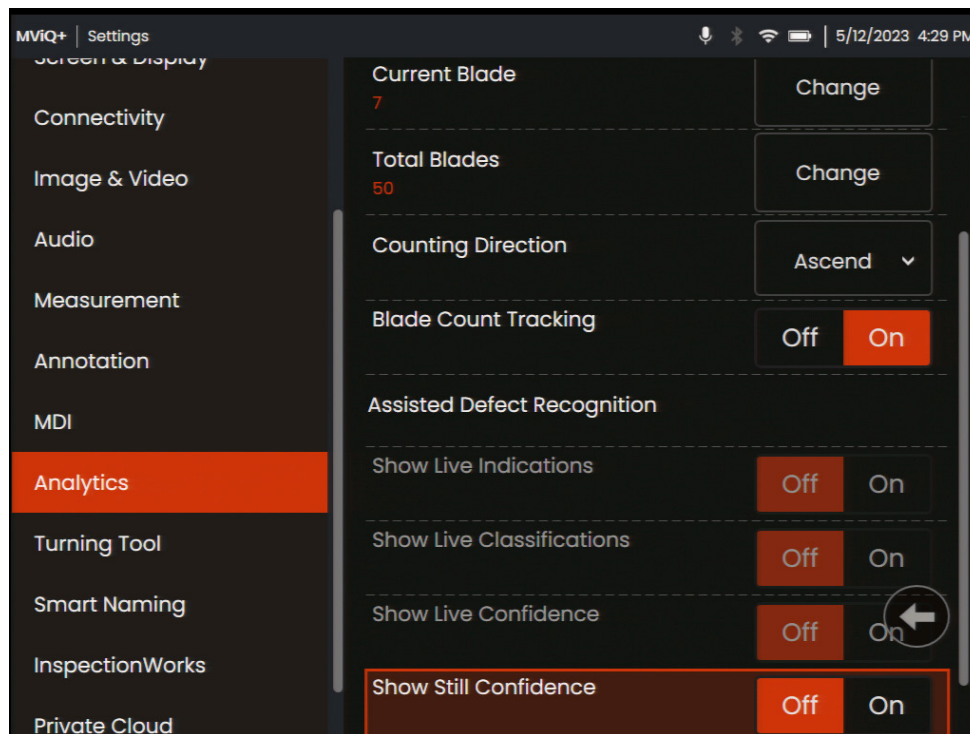 MViQ+ | Settings
5/12/2023 4:29 PM
Screen & Display
Connectivity
Image & Video
Audio
Measurement
Annotation
MDI
Analytics
Turning Tool
Smart Naming
InspectionWorks
Private Cloud
Current Blade
7
Change
Total Blades
50
Change
Counting Direction
Ascend
Blade Count Tracking
Off On
Assisted Defect Recognition
Show Live Indications
Off On
Show Live Classifications
Off On
Show Live Confidence
Off On
Show Still Confidence
Off On